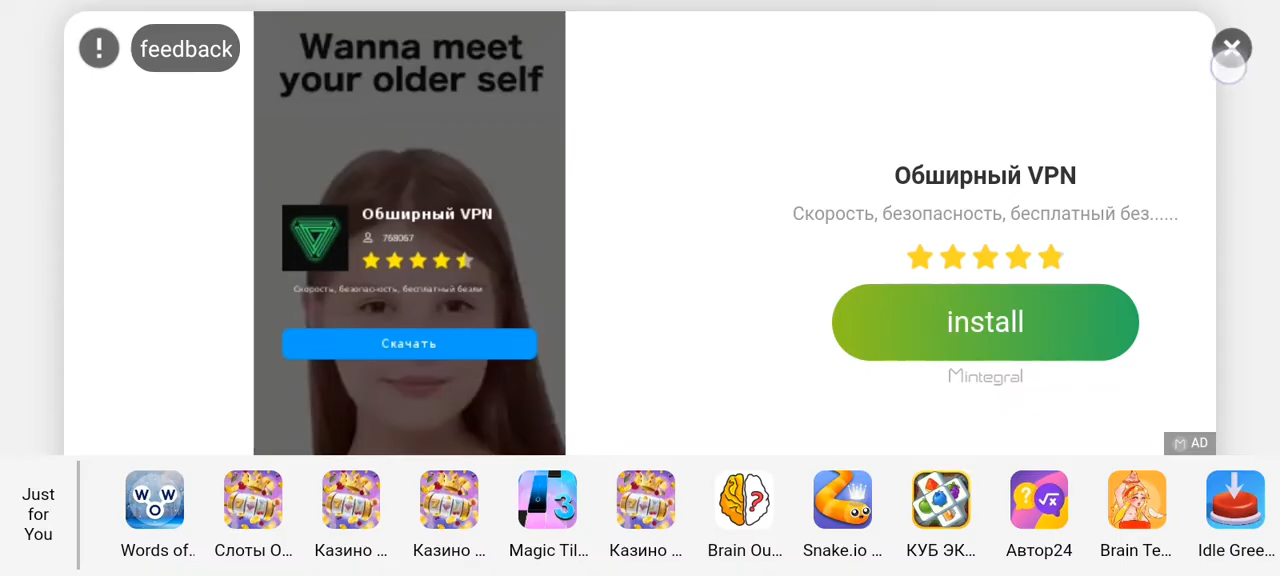 feedback
Wanna meet
your older self
Обширный VPN
768067
Скорость, безопасность, бесплатный безли
Скачать
Обширный VPN
Скорость, безопасность, бесплатный без......
install
Mintegral
AD
Just
for
You
Words of..
Слоты О...
Казино ...
Казино ...
Magic Til...
Казино ...
Brain Ou...
Snake.io ...
КУБ ЭК...
Автор24
Brain Te...
Idle Gree...